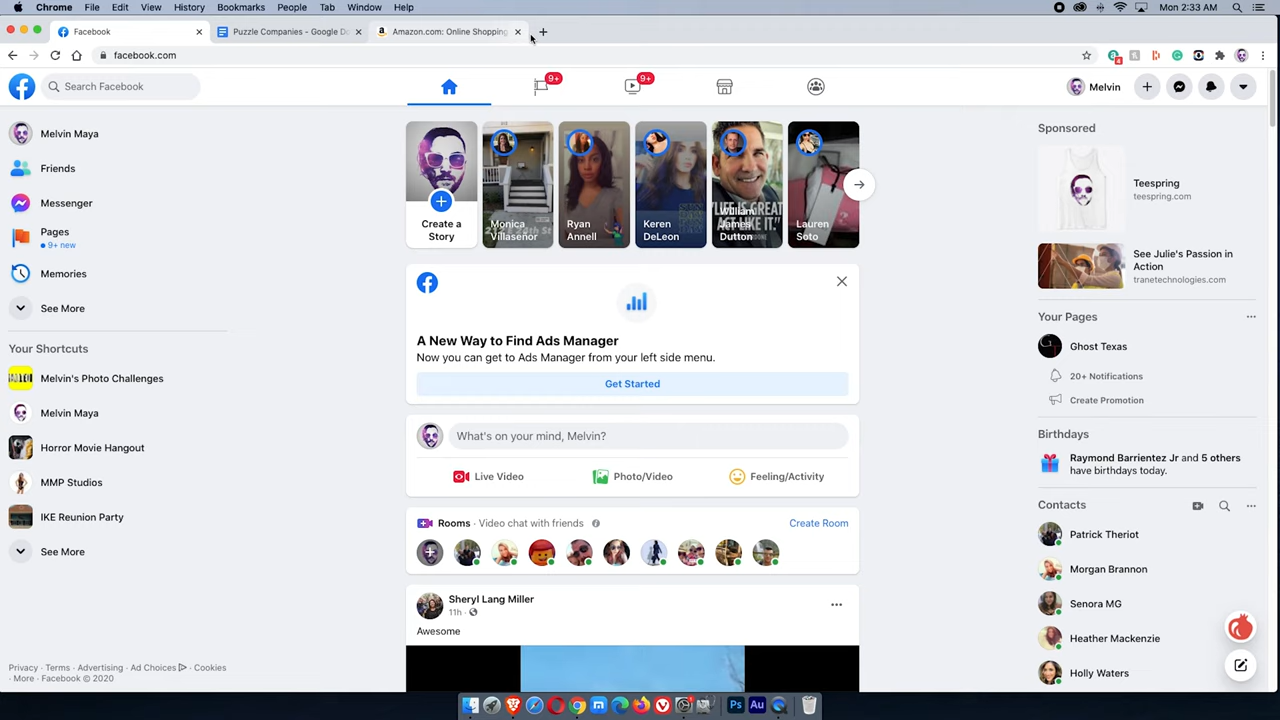 Chrome File Edit View History Bookmarks People Tab Window Help
Mon 2:33 AM
Facebook
Puzzle Companies - Google Do
Amazon.com: Online Shopping
facebook.com
Search Facebook
9+
9+
Melvin
Melvin Maya
Friends
Messenger
Pages
9+ new
Memories
See More
Your Shortcuts
Melvin's Photo Challenges
Melvin Maya
Horror Movie Hangout
MMP Studios
IKE Reunion Party
See More
Privacy · Terms · Advertising · Ad Choices · Cookies
· More · Facebook © 2020
Create a
Story
Monica
Villasenor
Ryan
Annell
Keren
DeLeon
William
James
Dutton
Lauren
Soto
A New Way to Find Ads Manager
Now you can get to Ads Manager from your left side menu.
Get Started
What's on your mind, Melvin?
Live Video
Photo/Video
Feeling/Activity
Rooms · Video chat with friends
Create Room
Sheryl Lang Miller
11h ·
Awesome
Sponsored
Teespring
teespring.com
See Julie's Passion in
Action
tranetechnologies.com
Your Pages
Ghost Texas
20+ Notifications
Create Promotion
Birthdays
Raymond Barrientez Jr and 5 others
have birthdays today.
Contacts
Patrick Theriot
Morgan Brannon
Senora MG
Heather Mackenzie
Holly Waters
Ps
Au